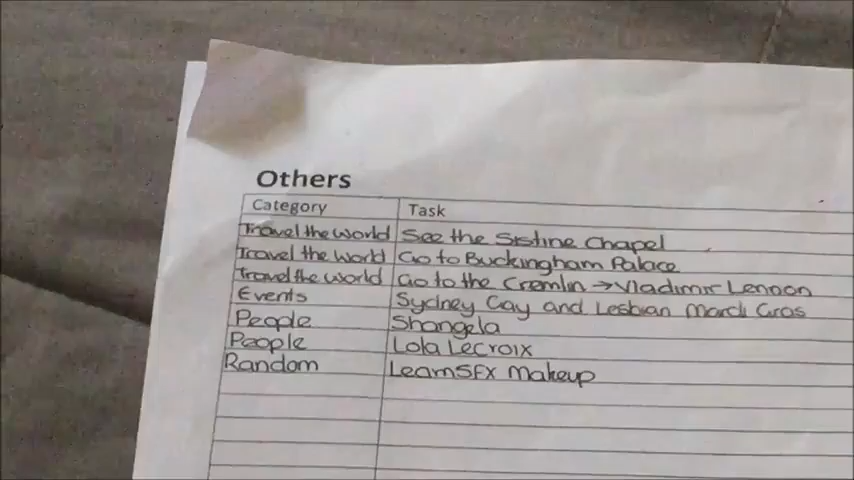 Others
Category Task
Travel the world See the Sistine Chapel
Travel the world Go to Buckingham Palace
Travel the world Go to the Cremlin → Vladimir Lennon
Events Sydney Gay and Lesbian Mardi Gras
People Shangela
People Lola Lecroix
Random Learn SFX Makeup